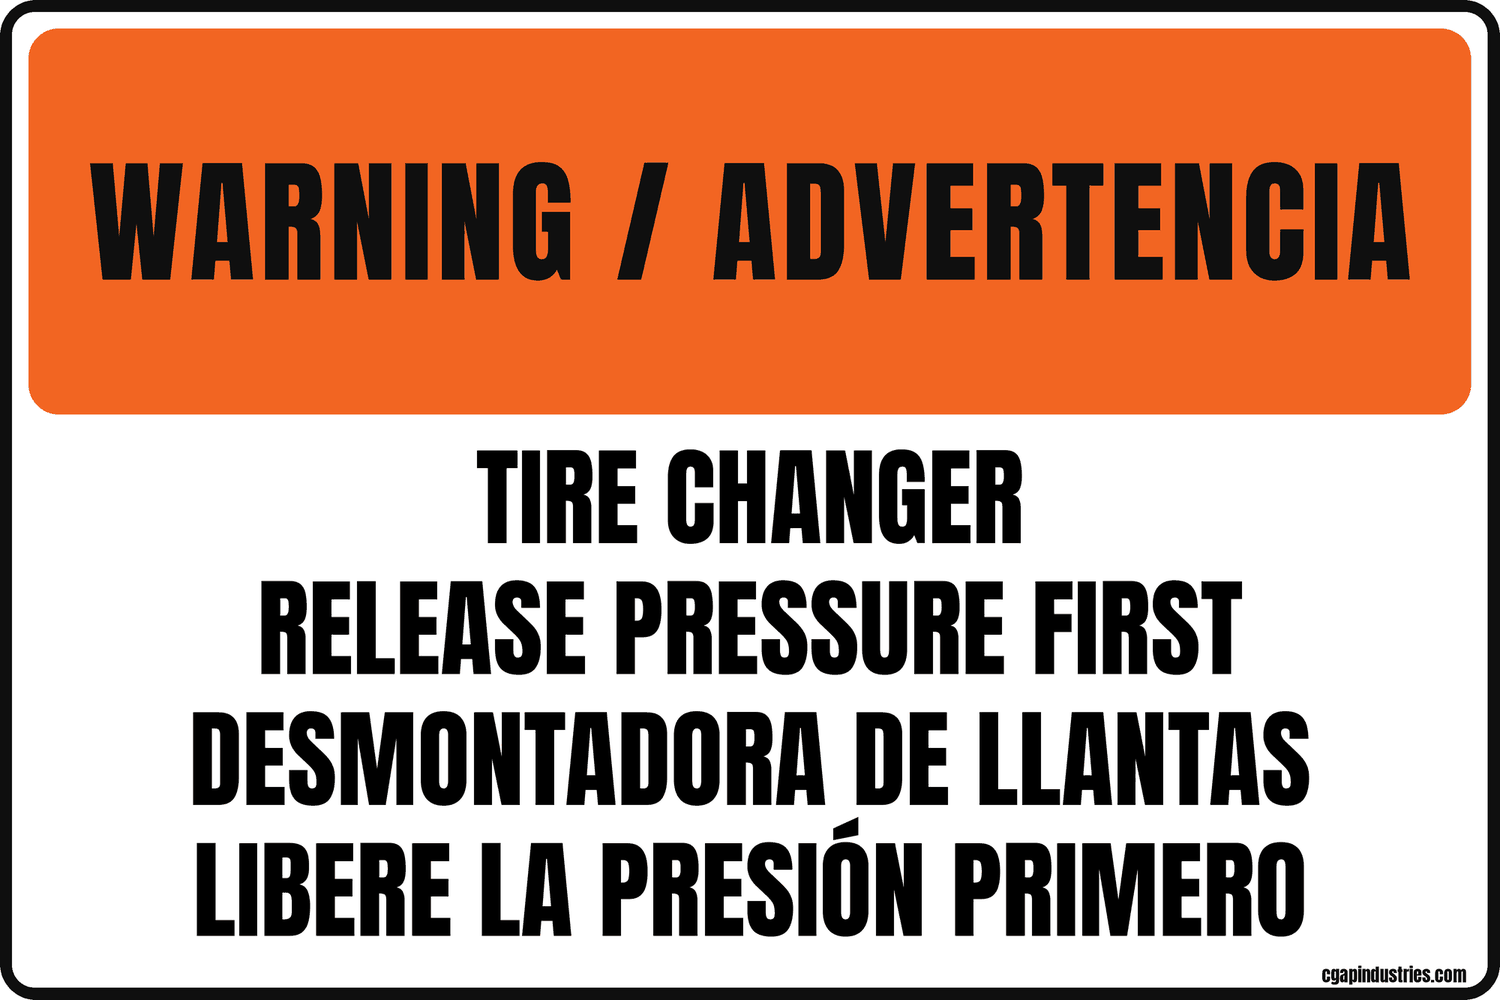 WARNING / ADVERTENCIA
TIRE CHANGER
RELEASE PRESSURE FIRST
DESMONTADORA DE LLANTAS
LIBERE LA PRESIÓN PRIMERO
cgapindustries.com